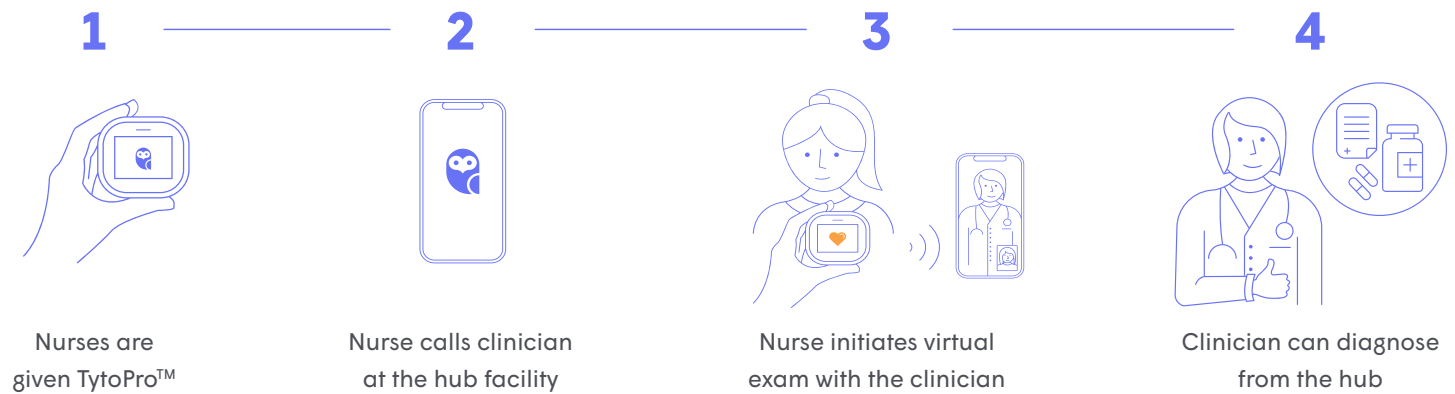 1
2
3
4
Nurses are
given TytoPro™
Nurse calls clinician
at the hub facility
Nurse initiates virtual
exam with the clinician
Clinician can diagnose
from the hub